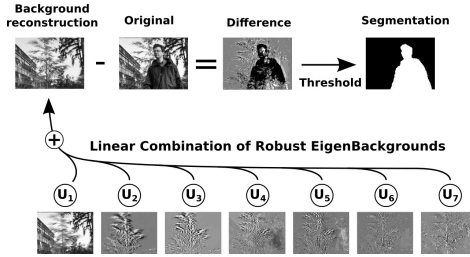 Background
reconstruction
Original
Difference
Segmentation
-
=
Threshold
+
Linear Combination of Robust EigenBackgrounds
U1 U2 U3 U4 U5 U6 U7